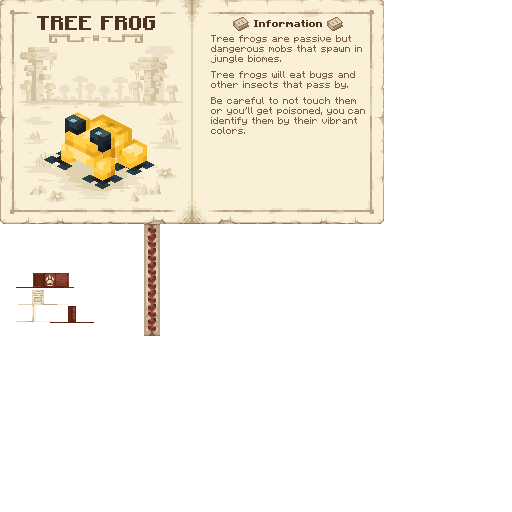 TREE FROG
Information
Tree frogs are passive but
dangerous mobs that spawn in
jungle biomes.
Tree frogs will eat bugs and
other insects that pass by.
Be careful to not touch them
or you'll get poisoned, you can
identify them by their vibrant
colors.